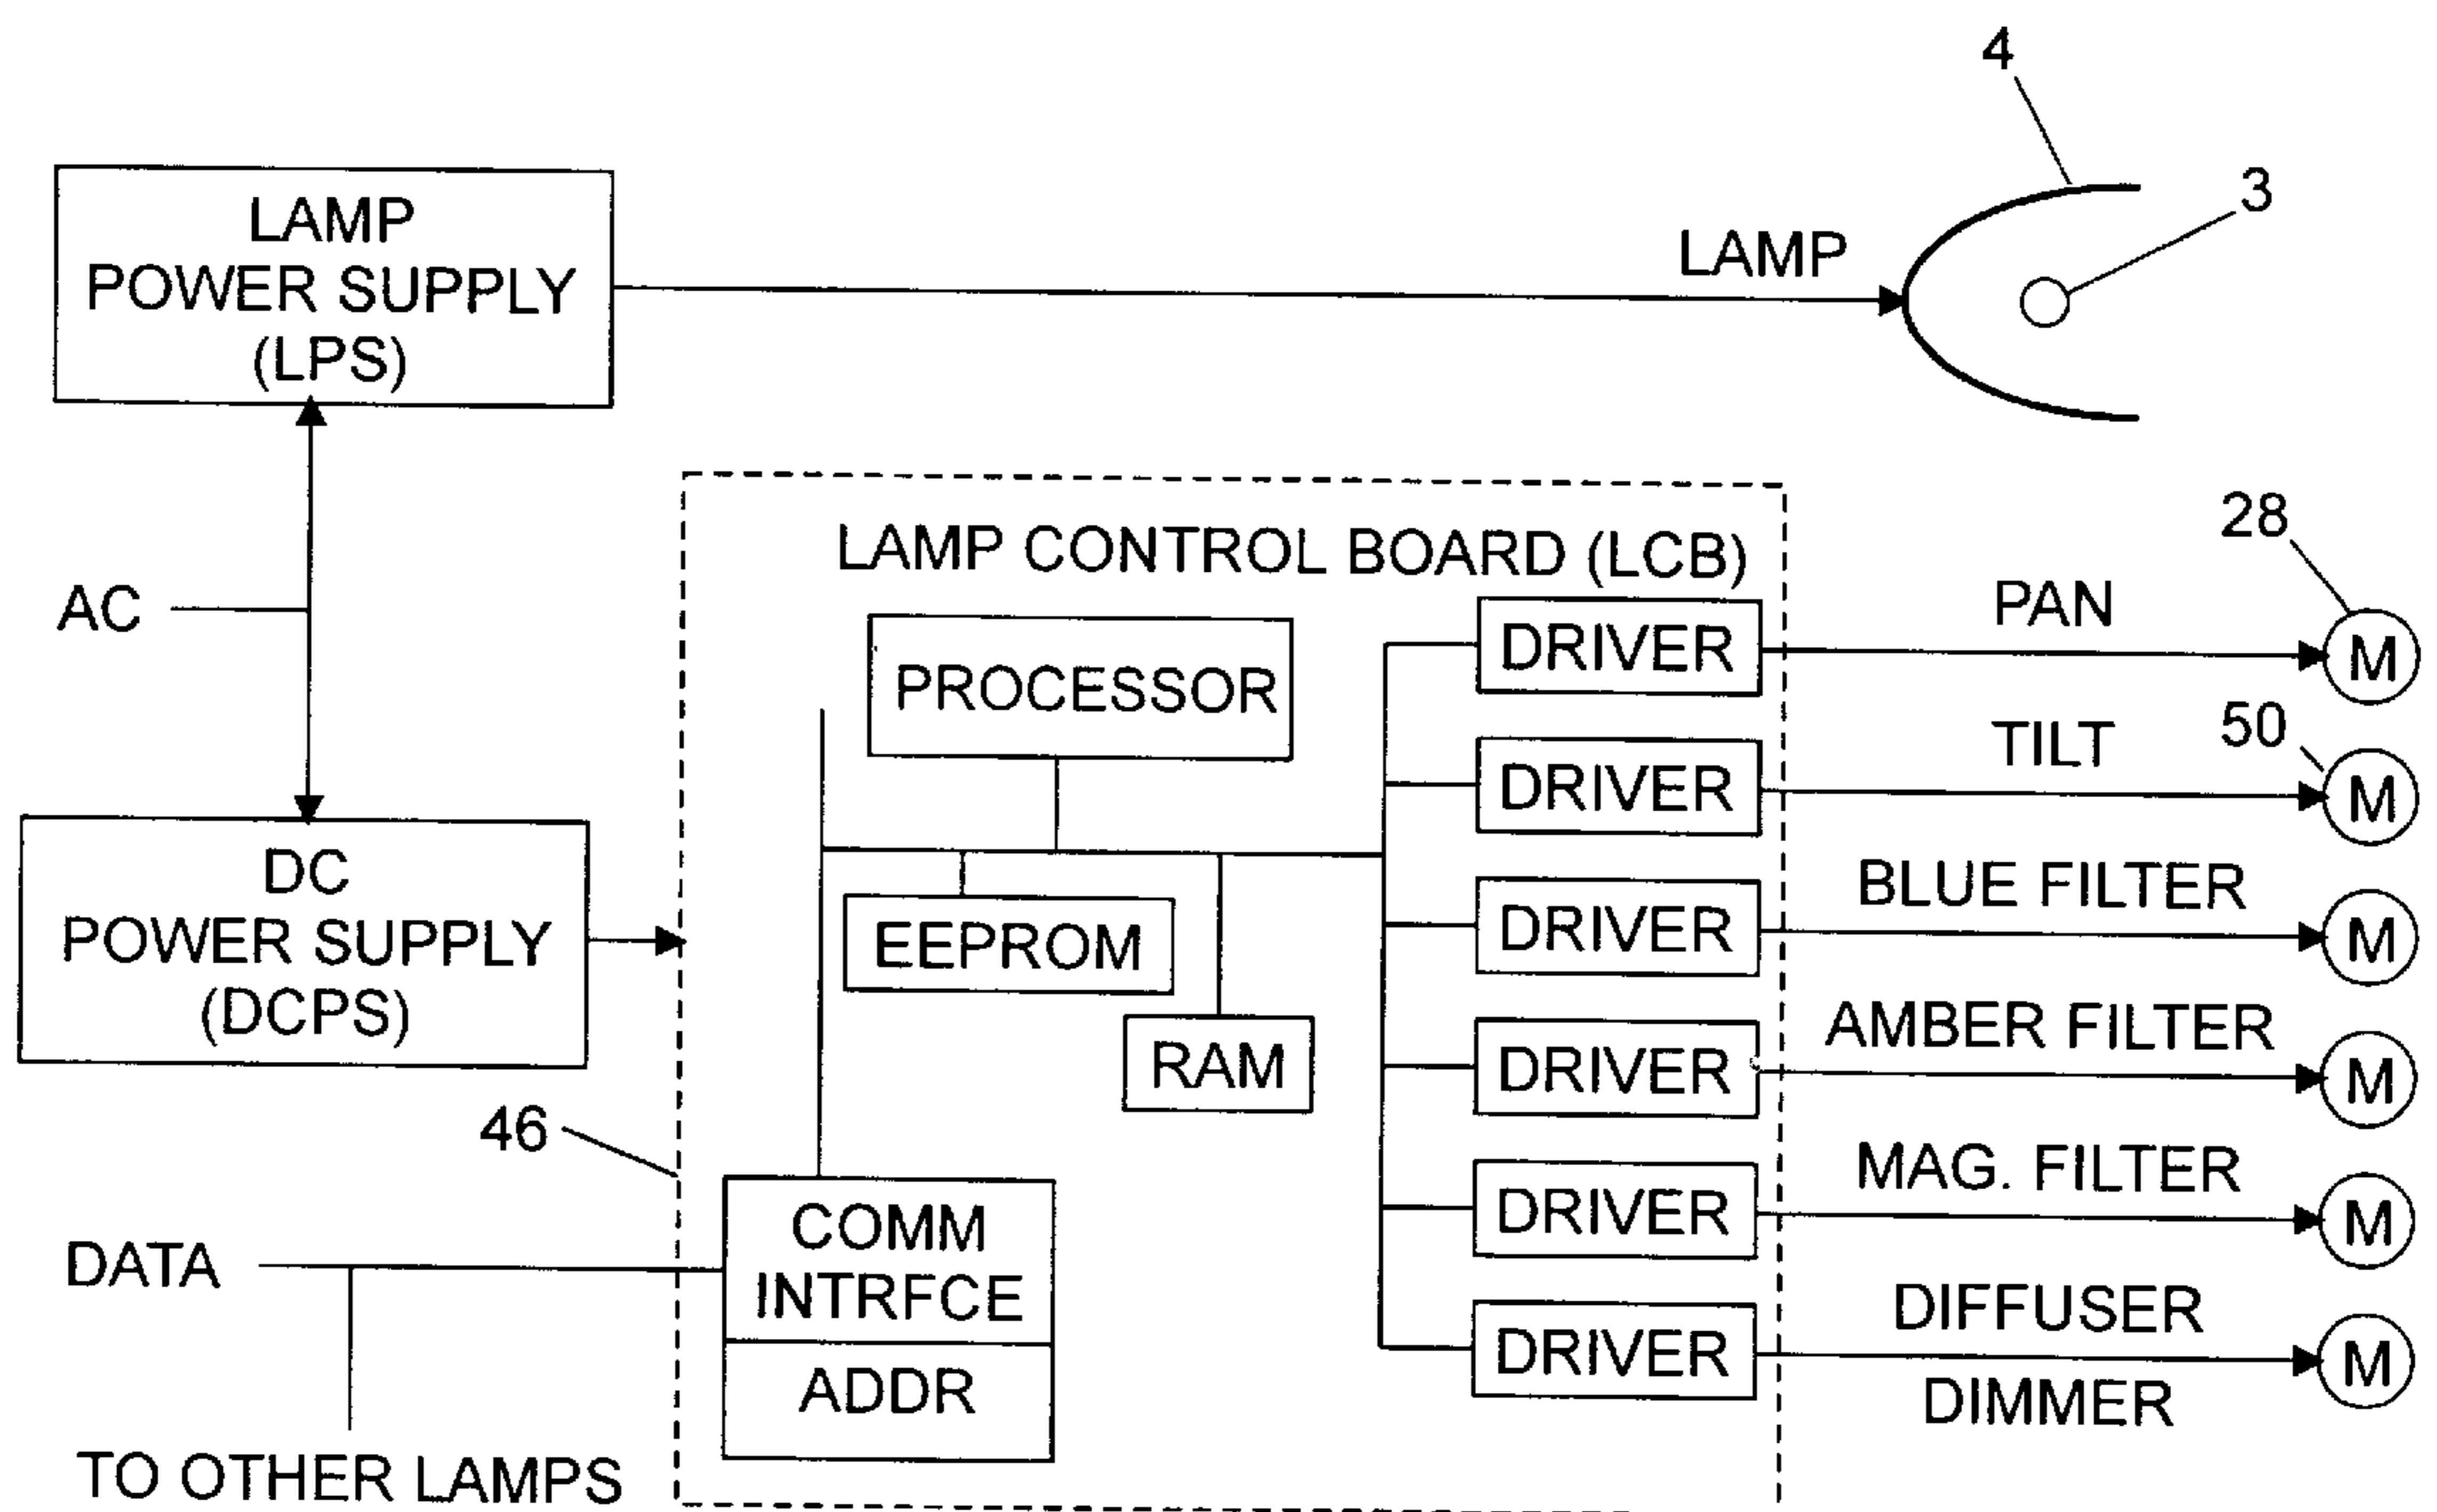 4
3
LAMP
POWER SUPPLY
(LPS)
LAMP
AC
LAMP CONTROL BOARD (LCB)
28
PROCESSOR
DRIVER
PAN
M
50
DRIVER
TILT
M
DC
POWER SUPPLY
(DCPS)
EEPROM
DRIVER
BLUE FILTER
M
RAM
DRIVER
AMBER FILTER
M
46
DRIVER
MAG. FILTER
M
DATA
COMM
INTRFCE
ADDR
DRIVER
DIFFUSER
DIMMER
M
TO OTHER LAMPS